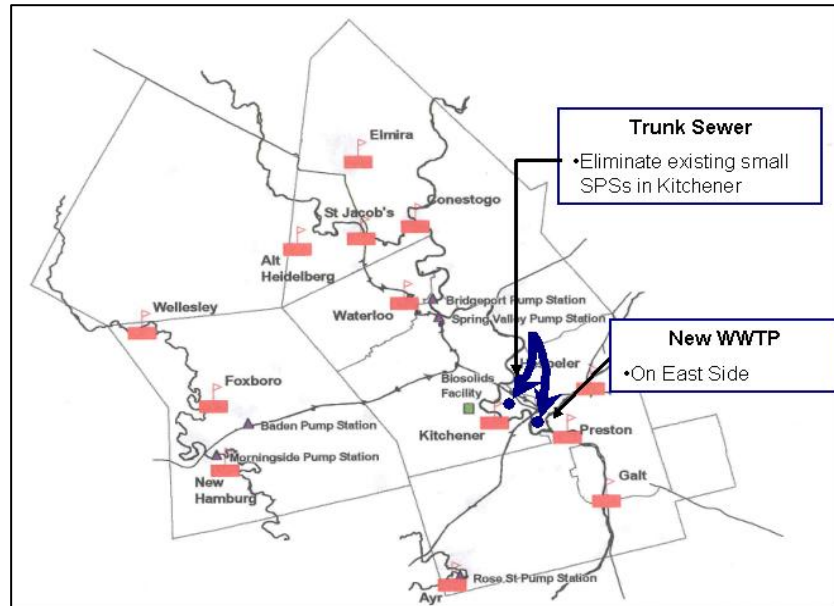 Trunk Sewer
•Eliminate existing small
SPSs in Kitchener
Elmira
St Jacob's
Conestogo
Alt
Heidelberg
Wellesley
Waterloo
Bridgeport Pump Station
Spring Valley Pump Station
New WWTP
•On East Side
Foxboro
Biosolids
Facility
Baden Pump Station
Kitchener
Preston
Morningside Pump Station
New
Hamburg
Galt
Rose St Pump Station
Ayr